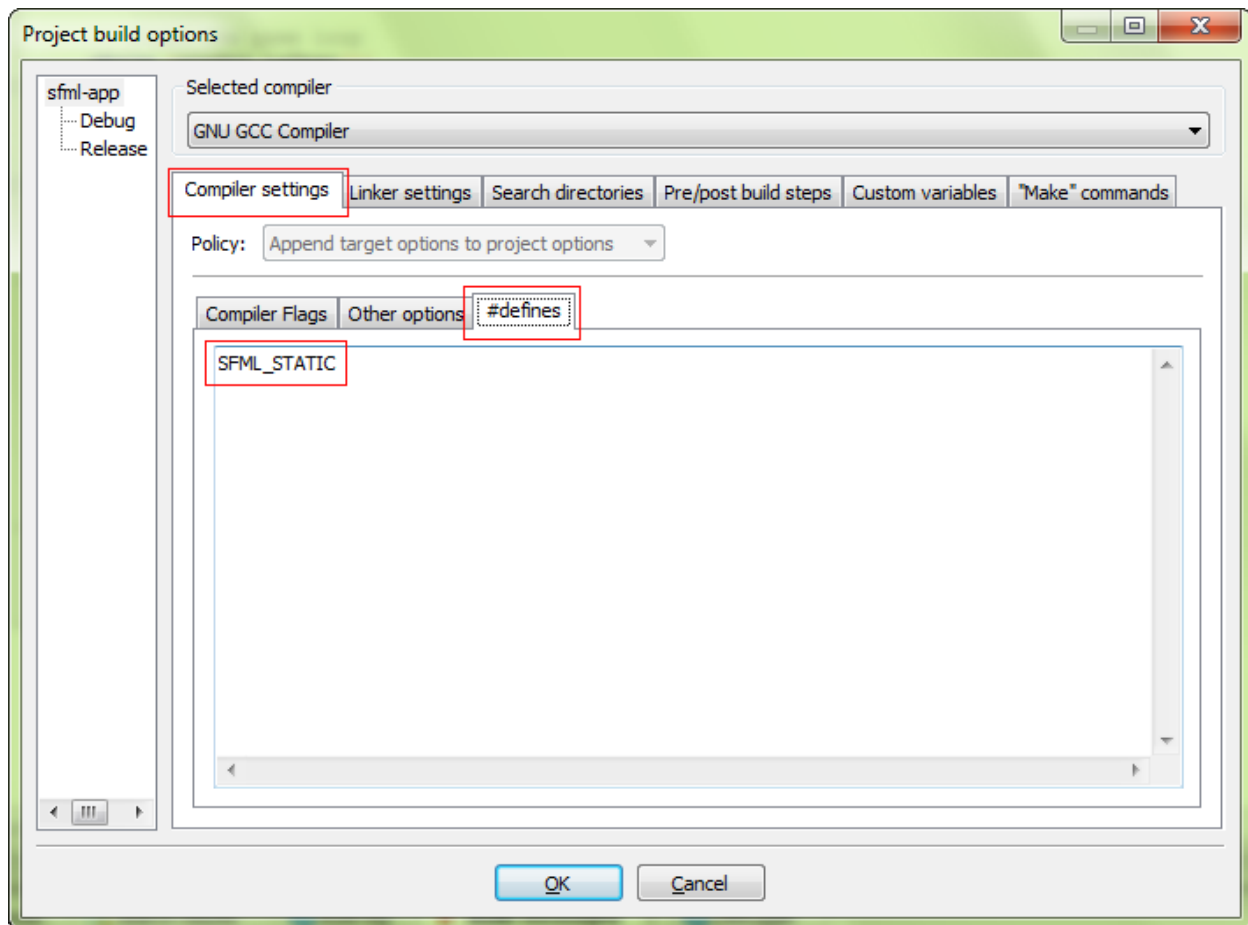 Project build options
sfml-app
Debug
Release
Selected compiler
GNU GCC Compiler
Compiler settings
Linker settings
Search directories
Pre/post build steps
Custom variables
"Make" commands
Policy:
Append target options to project options
Compiler Flags
Other options
#defines
SFML_STATIC
OK
Cancel